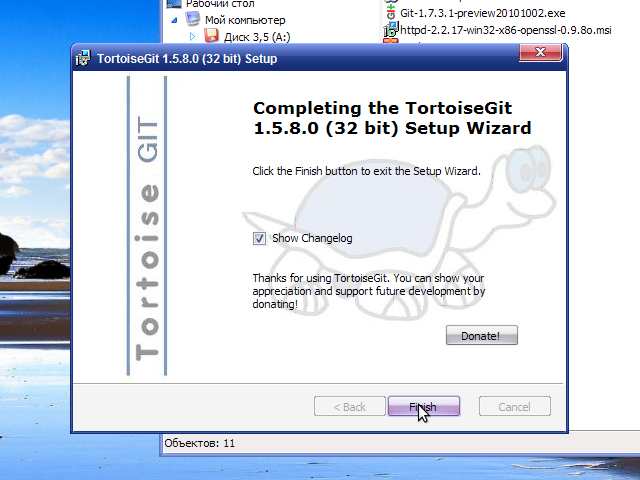 Рабочий стол
Мой компьютер
Диск 3,5 (A:)
Git-1.7.3.1-preview20101002.exe
httpd-2.2.17-win32-x86-openssl-0.9.8o.msi
TortoiseGit 1.5.8.0 (32 bit) Setup
Tortoise GIT
Completing the TortoiseGit
1.5.8.0 (32 bit) Setup Wizard
Click the Finish button to exit the Setup Wizard.
Show Changelog
Thanks for using TortoiseGit. You can show your
appreciation and support future development by
donating!
Donate!
< Back
Finish
Cancel
Объектов: 11